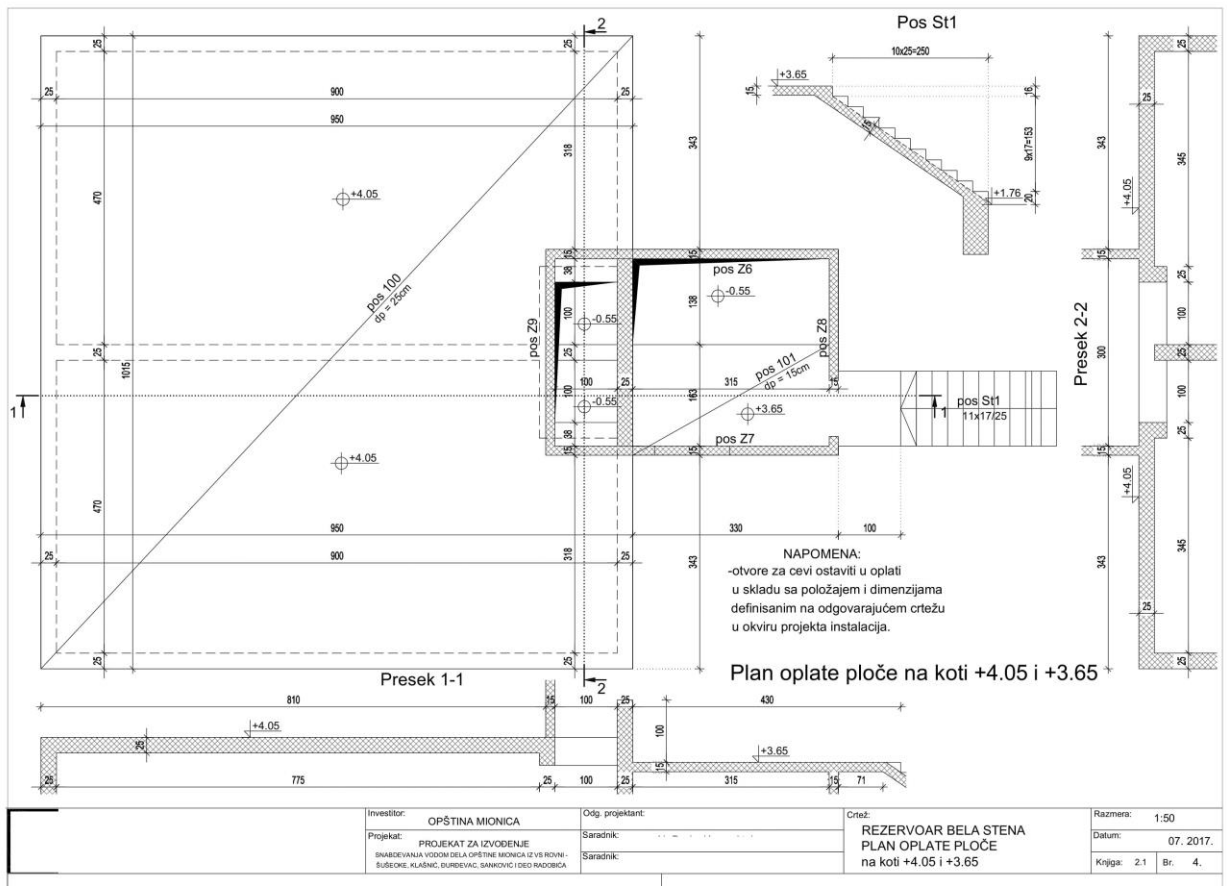 Pos St1
10x25=250
+3.65
15
16
15
9x17=153
+1.76
20
2
25
1015
25
343
25
25
900
25
950
318
470
+4.05
pos 100
dp = 25cm
15
38
15
pos Z6
138
-0.55
100
-0.55
pos Z9
pos Z8
25
25
pos 101
dp = 15cm
100
25
315
15
100
-0.55
163
+3.65
pos St1
11x17/25
1
1
38
pos Z7
15
15
+4.05
470
950
330
100
25
900
318
25
343
25
25
2
NAPOMENA:
-otvore za cevi ostaviti u oplati
u skladu sa položajem i dimenzijama
definisanim na odgovarajućem crtežu
u okviru projekta instalacija.
Plan oplate ploče na koti +4.05 i +3.65
Presek 2-2
25
25
343
345
+4.05
15
25
100
300
25
100
25
15
+4.05
343
345
25
25
Presek 1-1
810
15
100
25
430
+4.05
25
100
+3.65
15
25
775
25
100
25
315
15
71
Investitor:
OPŠTINA MIONICA
Projekat:
PROJEKAT ZA IZVOĐENJE
SNABDEVANJA VODOM DELA OPŠTINE MIONICA IZ VS ROVNI -
ŠUŠEOKE, KLAŠNIĆ, ĐURĐEVAC, SANKOVIĆ I DEO RADOBIĆA
Odg. projektant:
Saradnik:
Saradnik:
Crtež:
REZERVOAR BELA STENA
PLAN OPLATE PLOČE
na koti +4.05 i +3.65
Razmera: 1:50
Datum: 07. 2017.
Knjiga: 2.1 Br. 4.